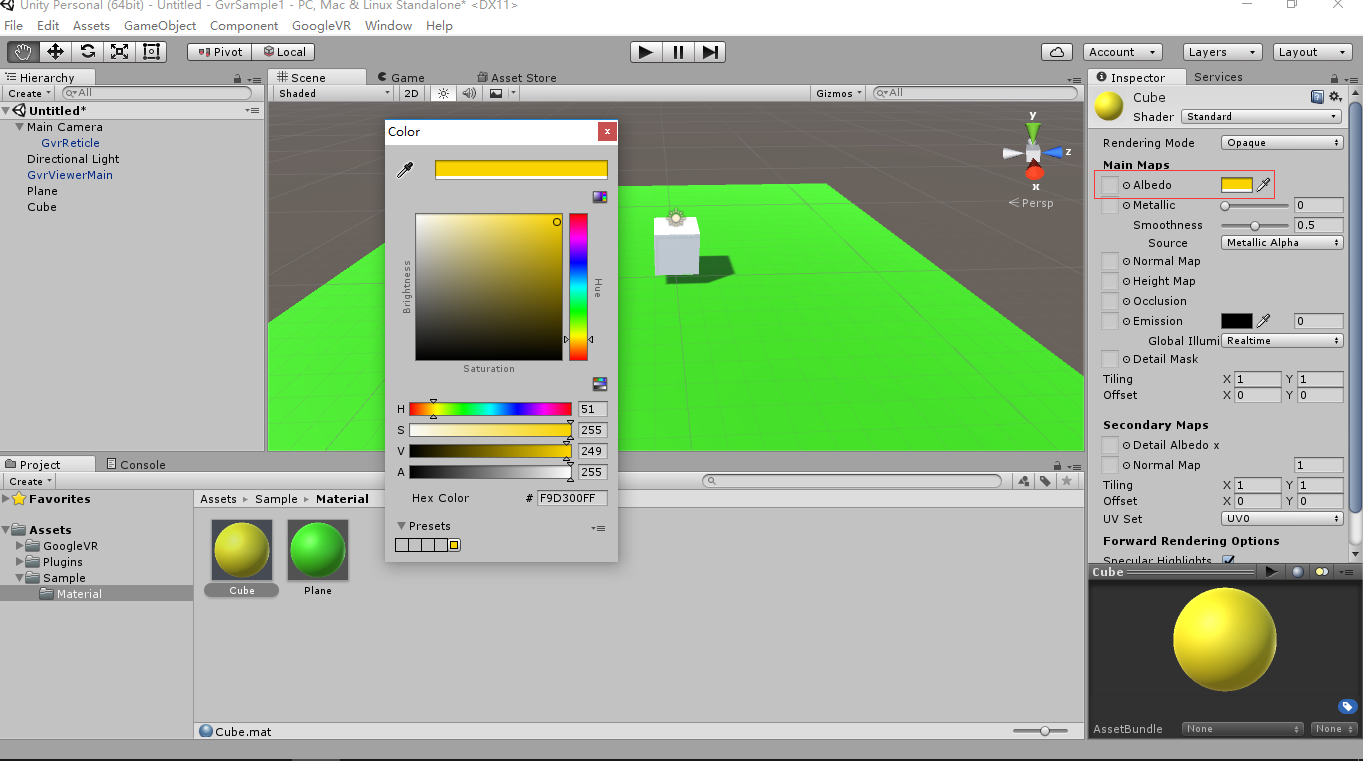 Unity Personal (64bit) - Untitled - GvrSample1 - PC, Mac & Linux Standalone* <DX11>
File Edit Assets GameObject Component GoogleVR Window Help
Pivot Local Account Layers Layout
Hierarchy
Create All
Untitled*
Main Camera
GvrReticle
Directional Light
GvrViewerMain
Plane
Cube
Scene Game Asset Store
Shaded 2D Gizmos All
y
z
x
Persp
Color
Brightness
Hue
Saturation
H 51
S 255
V 249
A 255
Hex Color # F9D300FF
Presets
Inspector Services
Cube
Shader Standard
Rendering Mode Opaque
Main Maps
Albedo
Metallic 0
Smoothness 0.5
Source Metallic Alpha
Normal Map
Height Map
Occlusion
Emission 0
Global Illumi Realtime
Detail Mask
Tiling X 1 Y 1
Offset X 0 Y 0
Secondary Maps
Detail Albedo x
Normal Map 1
Tiling X 1 Y 1
Offset X 0 Y 0
UV Set UV0
Forward Rendering Options
Specular Highlights
Cube
AssetBundle None None
Project Console
Create
Favorites
Assets
GoogleVR
Plugins
Sample
Material
Assets Sample Material
Cube Plane
Cube.mat